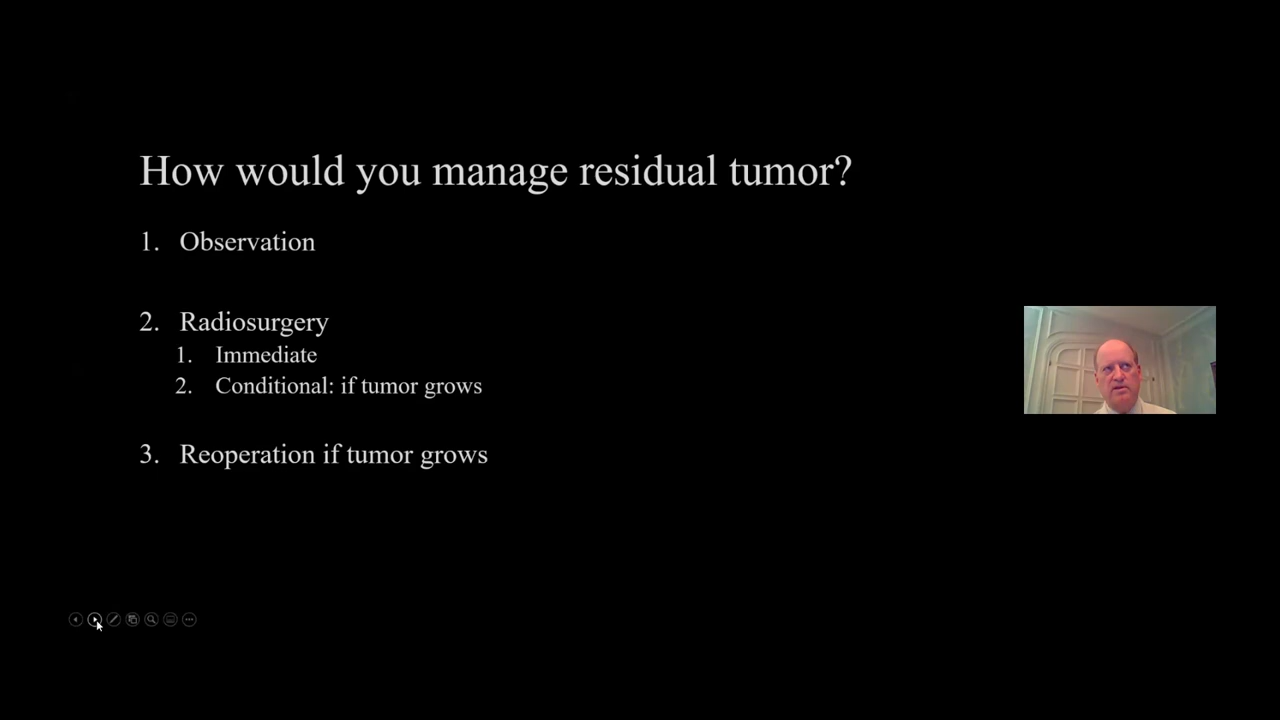 How would you manage residual tumor?
1. Observation
2. Radiosurgery
1. Immediate
2. Conditional: if tumor grows
3. Reoperation if tumor grows